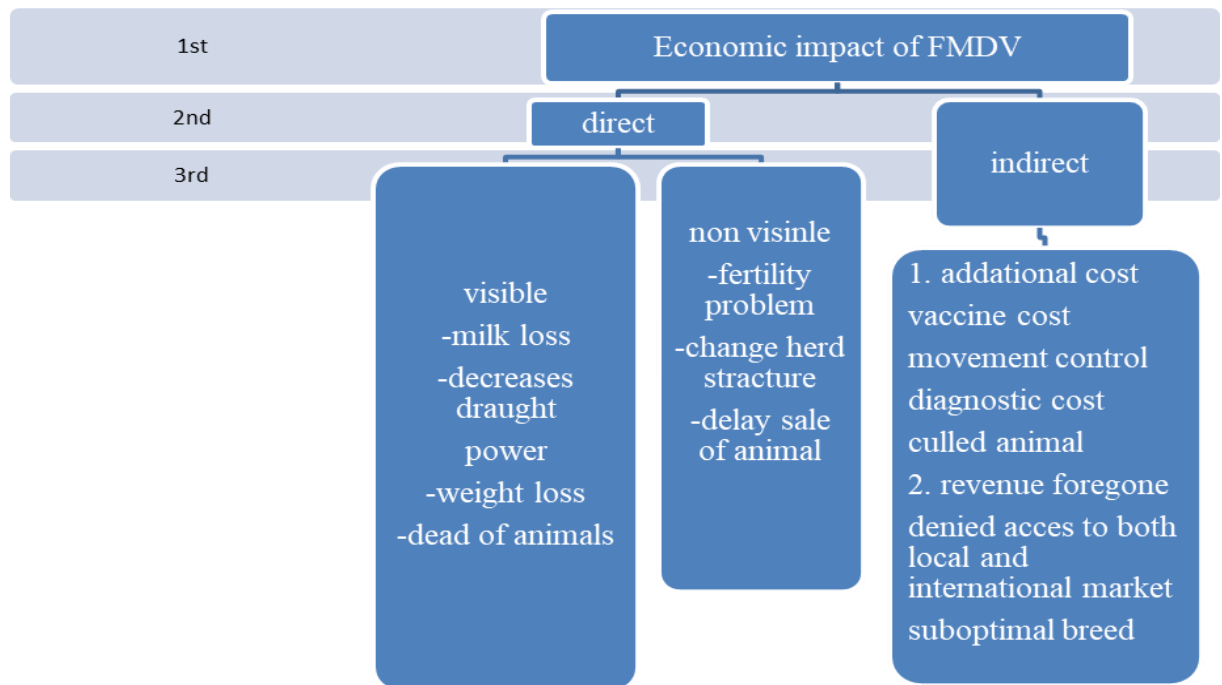 1st
Economic impact of FMDV
2nd
direct
3rd
indirect
visible
-milk loss
-decreases
draught
power
-weight loss
-dead of animals
non visinle
-fertility
problem
-change herd
stracture
-delay sale
of animal
1. addational cost
vaccine cost
movement control
diagnostic cost
culled animal
2. revenue foregone
denied acces to both
local and
international market
suboptimal breed